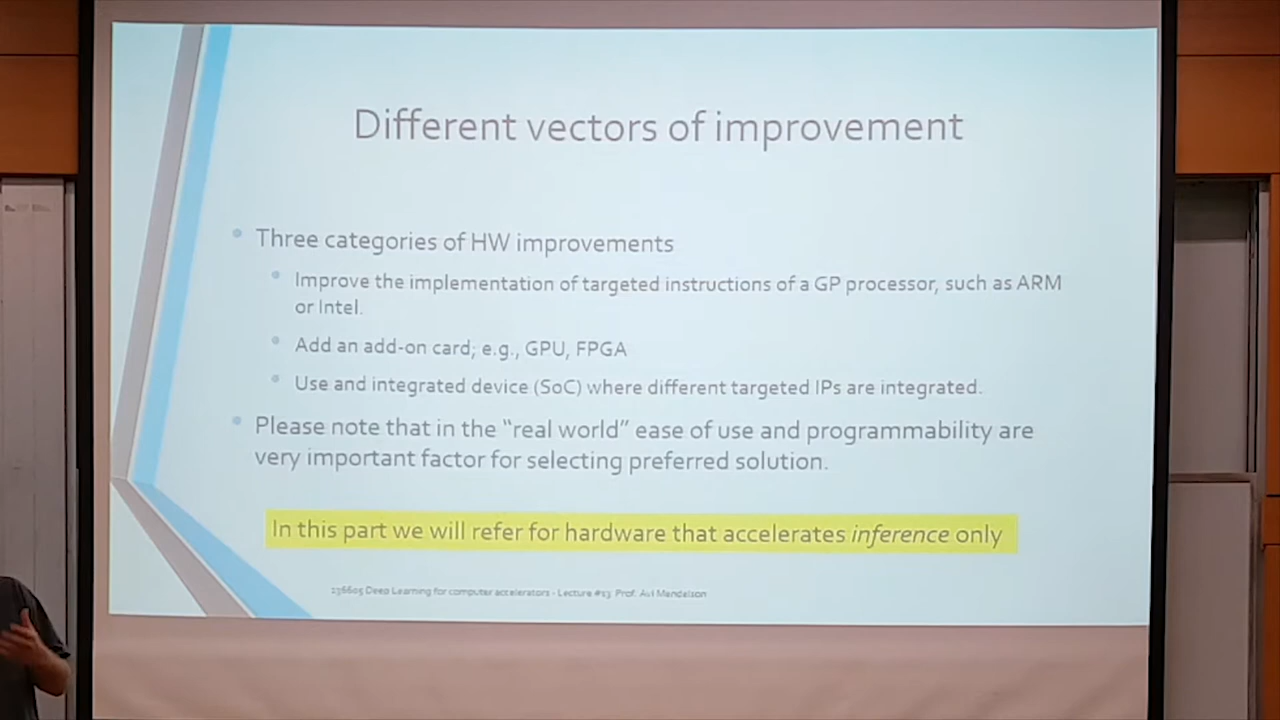 Different vectors of improvement
Three categories of HW improvements
Improve the implementation of targeted instructions of a GP processor, such as ARM
or Intel.
Add an add-on card; e.g., GPU, FPGA
Use and integrated device (SoC) where different targeted IPs are integrated.
Please note that in the “real world” ease of use and programmability are
very important factor for selecting preferred solution.
In this part we will refer for hardware that accelerates inference only
Deep Learning for computer accelerators - Lecture #13 Prof. Avi Mendelson